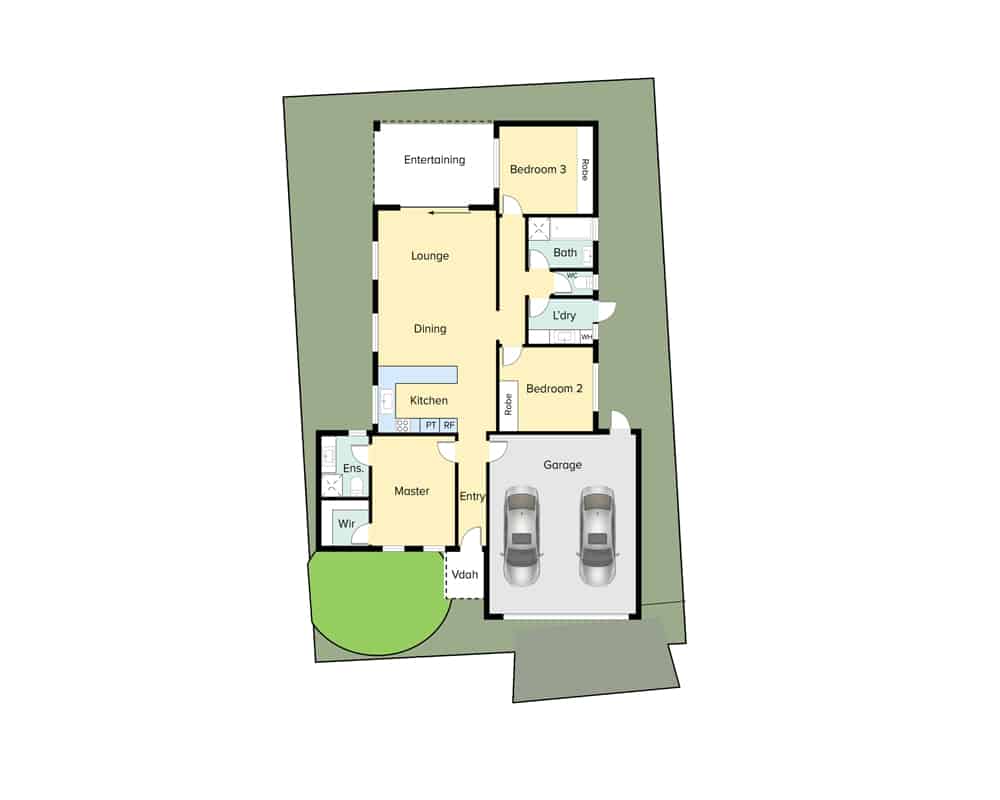 Entertaining
Bedroom 3
Robe
Lounge
Bath
WC
L'dry
WH
Dining
Bedroom 2
Robe
Kitchen
PT
RF
Ens.
Master
Entry
Garage
Wir
Vdah